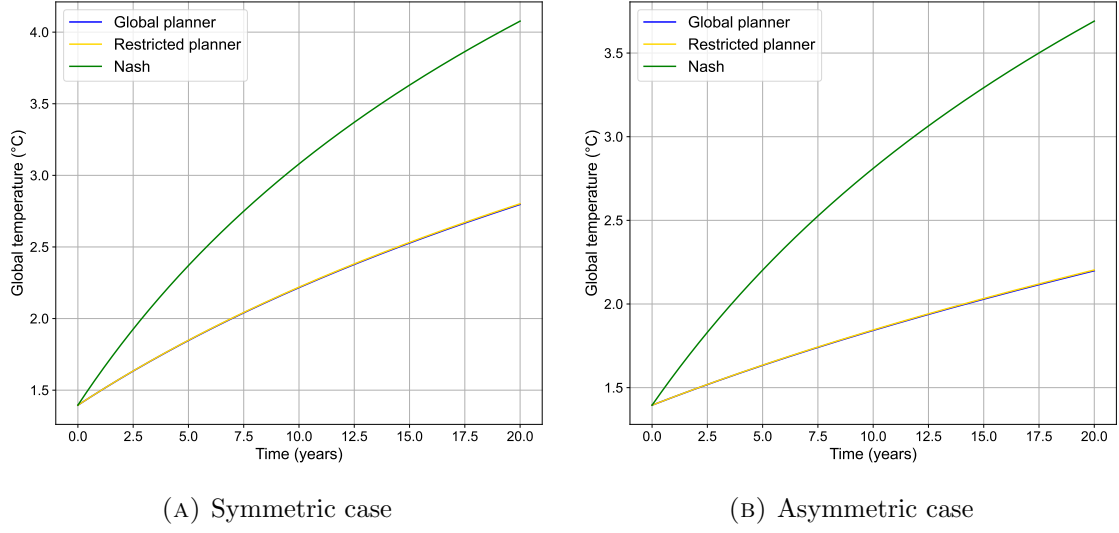 Global planner
Restricted planner
Nash
Global temperature (°C)
4.0
3.5
3.0
2.5
2.0
1.5
0.0 2.5 5.0 7.5 10.0 12.5 15.0 17.5 20.0
Time (years)
(A) Symmetric case
Global planner
Restricted planner
Nash
Global temperature (°C)
3.5
3.0
2.5
2.0
1.5
0.0 2.5 5.0 7.5 10.0 12.5 15.0 17.5 20.0
Time (years)
(B) Asymmetric case